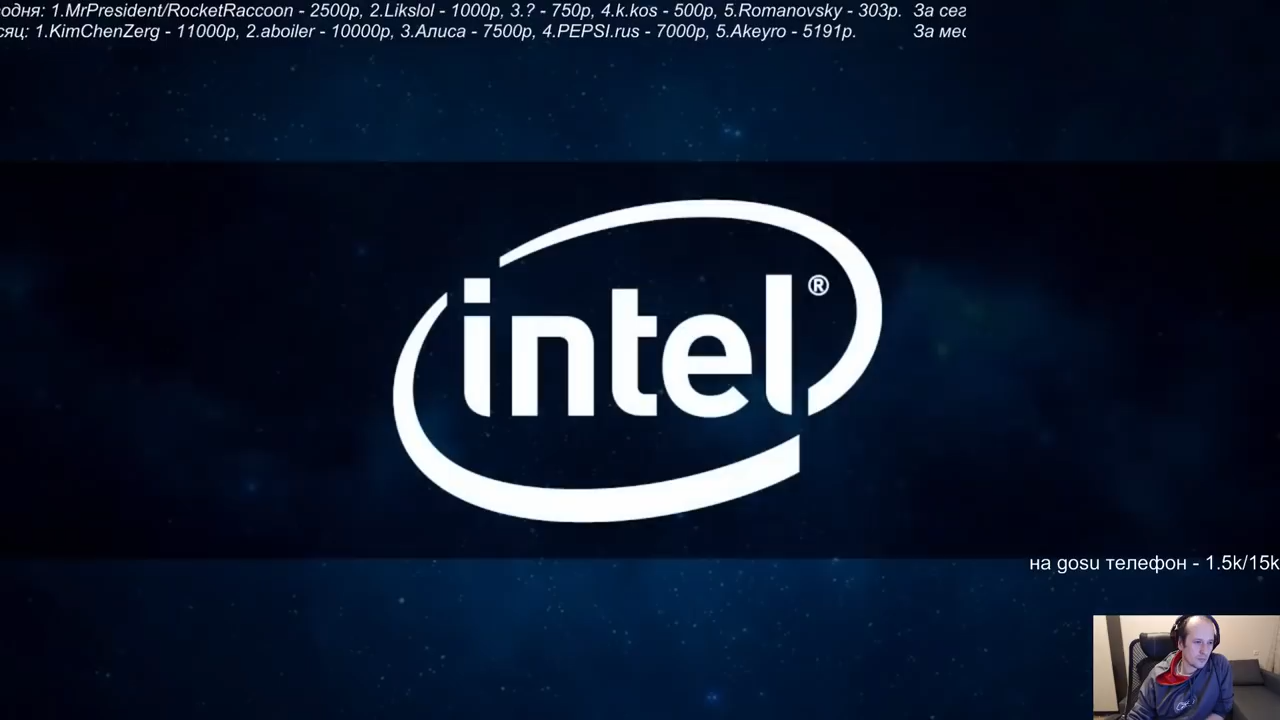 одня: 1.MrPresident/RocketRaccoon - 2500р, 2.Likslol - 1000р, 3.? - 750р, 4.k.kos - 500р, 5.Romanovsky - 303р. За сег
сяц: 1.KimChenZerg - 11000р, 2.aboiler - 10000р, 3.Алиса - 7500р, 4.PEPSI.rus - 7000р, 5.Akeyro - 5191р. За мес
intel®
на gosu телефон - 1.5k/15k